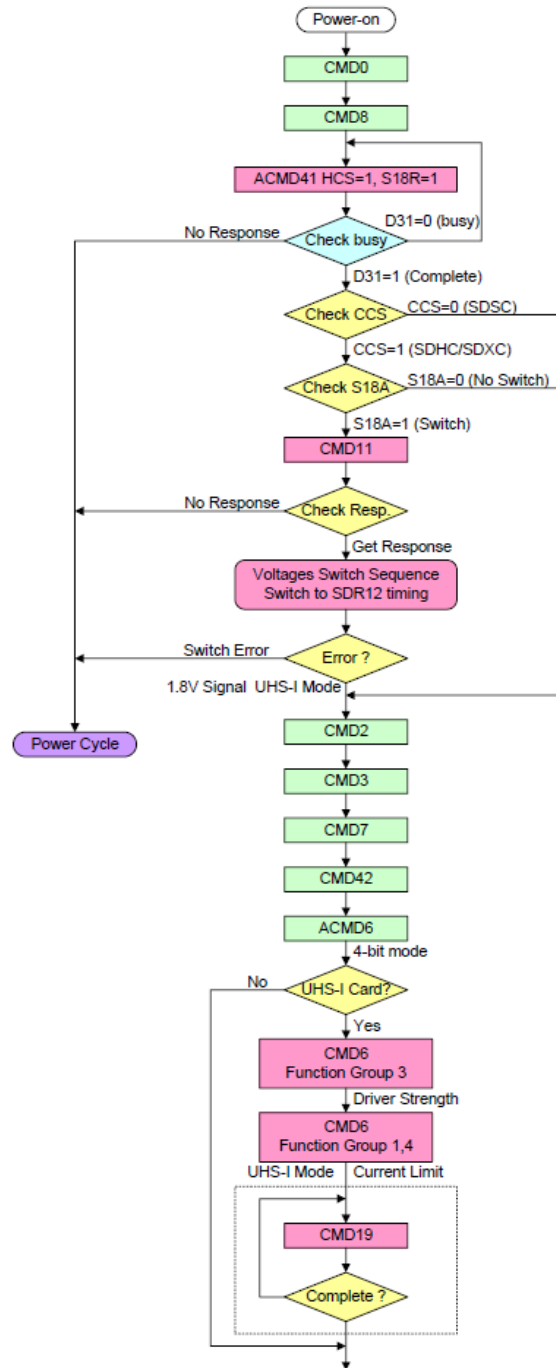 Power-on
CMD0
CMD8
ACMD41 HCS=1, S18R=1
D31=0 (busy)
No Response
Check busy
D31=1 (Complete)
Check CCS
CCS=0 (SDSC)
CCS=1 (SDHC/SDXC)
Check S18A
S18A=0 (No Switch)
S18A=1 (Switch)
CMD11
No Response
Check Resp.
Get Response
Voltages Switch Sequence
Switch to SDR12 timing
Switch Error
Error ?
1.8V Signal UHS-I Mode
CMD2
Power Cycle
CMD3
CMD7
CMD42
ACMD6
4-bit mode
No
UHS-I Card?
Yes
CMD6
Function Group 3
Driver Strength
CMD6
Function Group 1,4
UHS-I Mode
Current Limit
CMD19
Complete ?